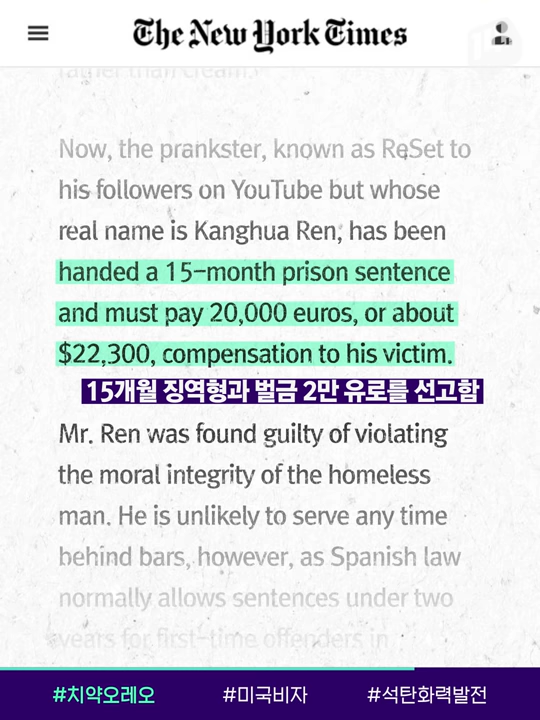 The New York Times
rather than cream.
Now, the prankster, known as ReSet to
his followers on YouTube but whose
real name is Kanghua Ren, has been
handed a 15-month prison sentence
and must pay 20,000 euros, or about
$22,300, compensation to his victim.
15개월 징역형과 벌금 2만 유로를 선고함
Mr. Ren was found guilty of violating
the moral integrity of the homeless
man. He is unlikely to serve any time
behind bars, however, as Spanish law
normally allows sentences under two
years for first-time offenders in
#치약오레오 #미국비자 #석탄화력발전